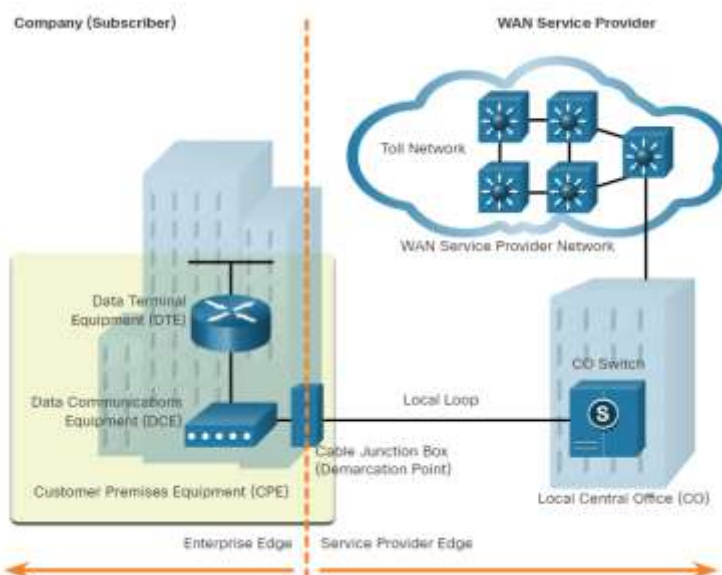 Company (Subscriber)
WAN Service Provider
Toll Network
WAN Service Provider Network
Data Terminal
Equipment (DTE)
CO Switch
Data Communications
Equipment (DCE)
Local Loop
S
Cable Junction Box
(Demarcation Point)
Customer Premises Equipment (CPE)
Local Central Office (CO)
Enterprise Edge
Service Provider Edge